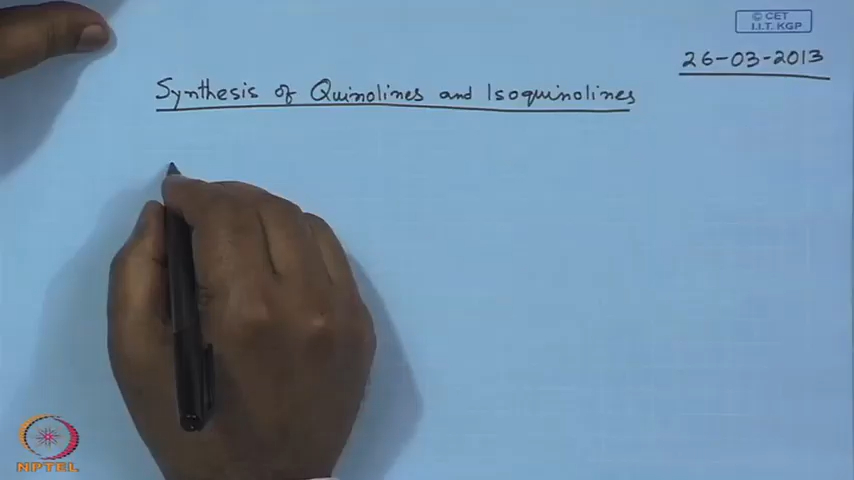 © CET
I.I.T. KGP
26-03-2013
Synthesis of Quinolines and Isoquinolines
NPTEL